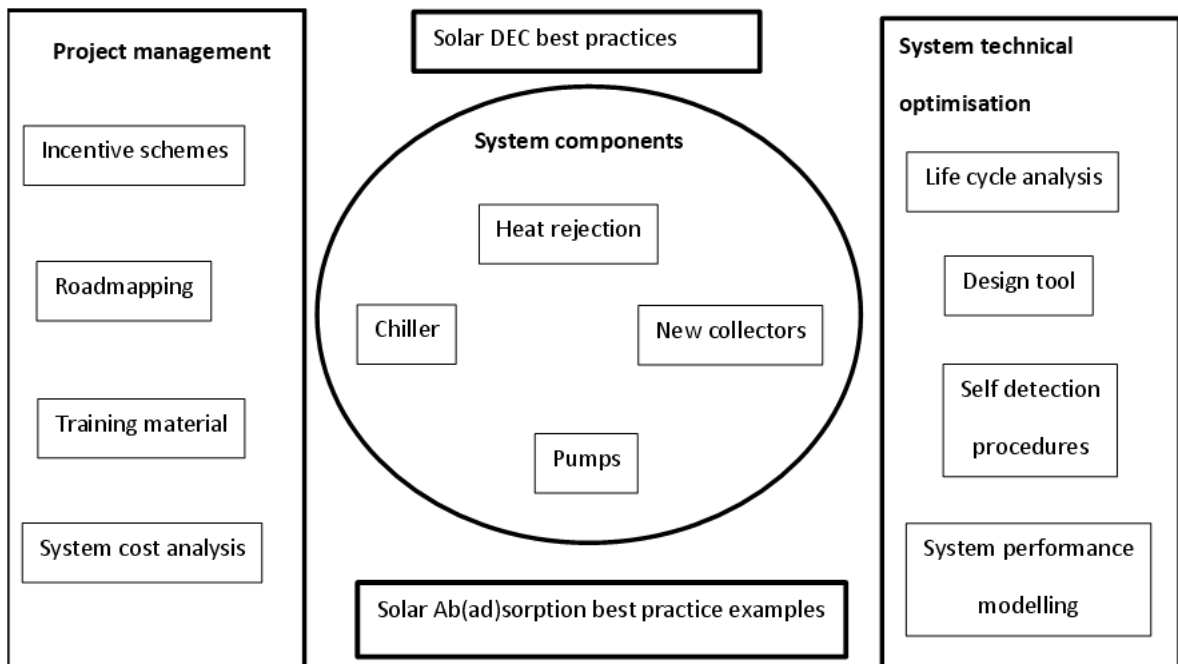 Project management
Incentive schemes
Roadmapping
Training material
System cost analysis
Solar DEC best practices
System components
Heat rejection
Chiller
New collectors
Pumps
Solar Ab(ad)sorption best practice examples
System technical
optimisation
Life cycle analysis
Design tool
Self detection
procedures
System performance
modelling